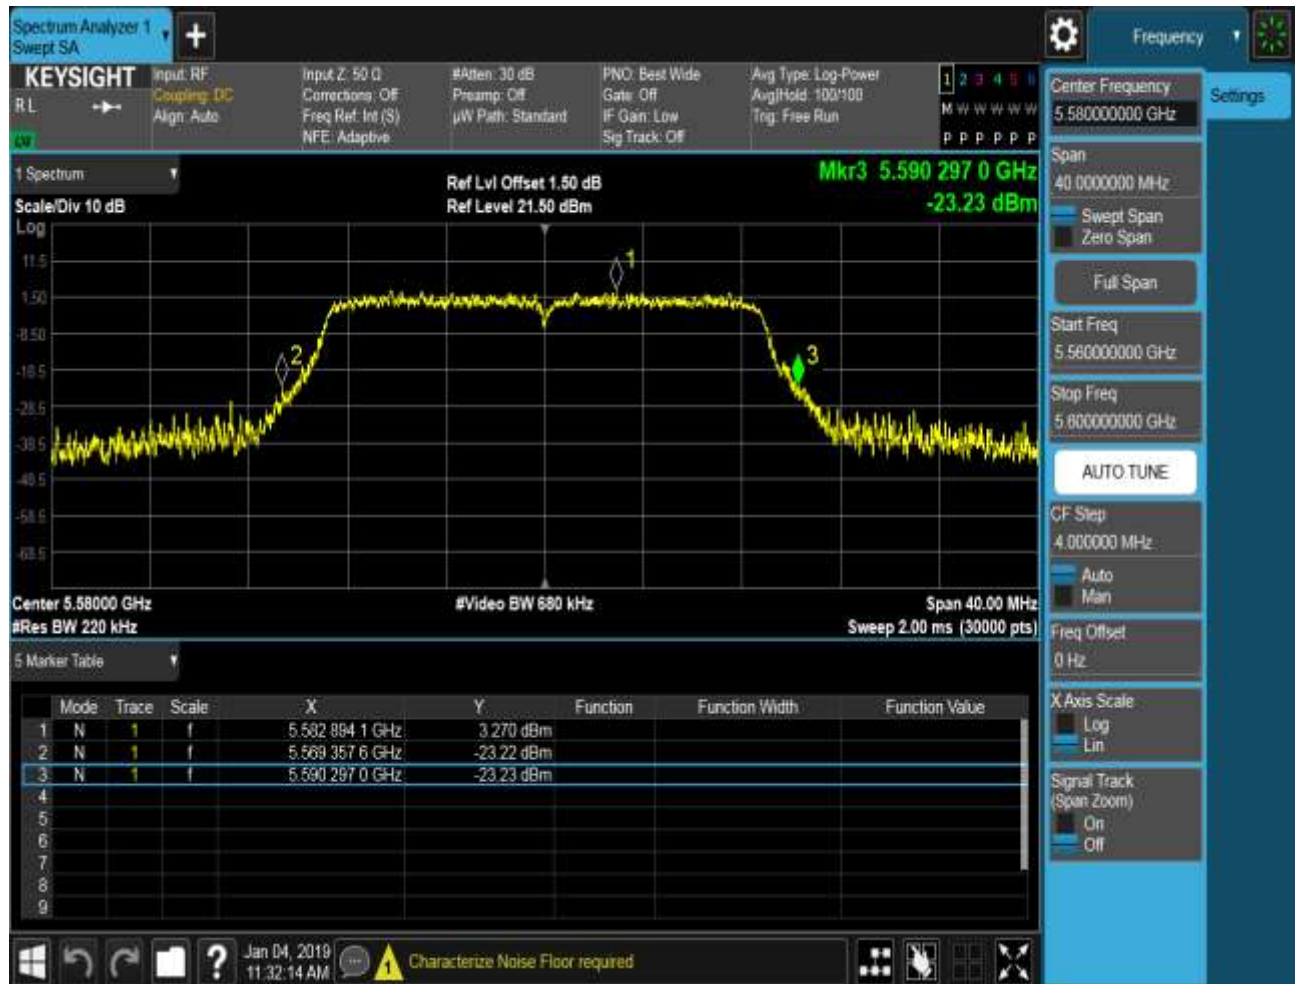 Spectrum Analyzer 1
Swept SA
+
Frequency
KEYSIGHT
RL
Input: RF
Coupling: DC
Align: Auto
Input Z: 50 Ω
Corrections: Off
Freq Ref: Int (S)
NFE: Adaptive
#Atten: 30 dB
Preamp: Off
µW Path: Standard
PNO: Best Wide
Gate: Off
IF Gain: Low
Sig Track: Off
Avg Type: Log-Power
Avg|Hold: 100/100
Trig: Free Run
1 2 3 4 5 6
M W W W W W
P P P P P P
1 Spectrum
Scale/Div 10 dB
Ref Lvl Offset 1.50 dB
Ref Level 21.50 dBm
Mkr3 5.590 297 0 GHz
-23.23 dBm
Log
11.5
1.50
-8.50
-18.5
-28.5
-38.5
-48.5
-58.5
-68.5
1
2
3
Center 5.58000 GHz
#Video BW 680 kHz
Span 40.00 MHz
#Res BW 220 kHz
Sweep 2.00 ms (30000 pts)
5 Marker Table
Mode Trace Scale X Y Function Function Width Function Value
1 N 1 f 5.582 894 1 GHz 3.270 dBm
2 N 1 f 5.569 357 6 GHz -23.22 dBm
3 N 1 f 5.590 297 0 GHz -23.23 dBm
4
5
6
7
8
9
Center Frequency
5.580000000 GHz
Settings
Span
40.0000000 MHz
Swept Span
Zero Span
Full Span
Start Freq
5.560000000 GHz
Stop Freq
5.600000000 GHz
AUTO TUNE
CF Step
4.000000 MHz
Auto
Man
Freq Offset
0 Hz
X Axis Scale
Log
Lin
Signal Track
(Span Zoom)
On
Off
?
Jan 04, 2019
11:32:14 AM
1
Characterize Noise Floor required